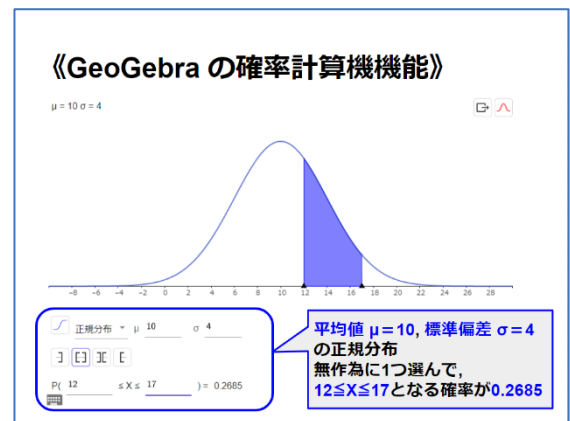 《GeoGebra の確率計算機機能》
μ = 10 σ = 4
-8 -6 -4 -2 0 2 4 6 8 10 12 14 16 18 20 22 24 26 28
正規分布 μ 10 σ 4
P( 12 ≤ X ≤ 17 ) = 0.2685
平均値 μ＝10, 標準偏差 σ＝4
の正規分布
無作為に1つ選んで,
12≦X≦17となる確率が0.2685